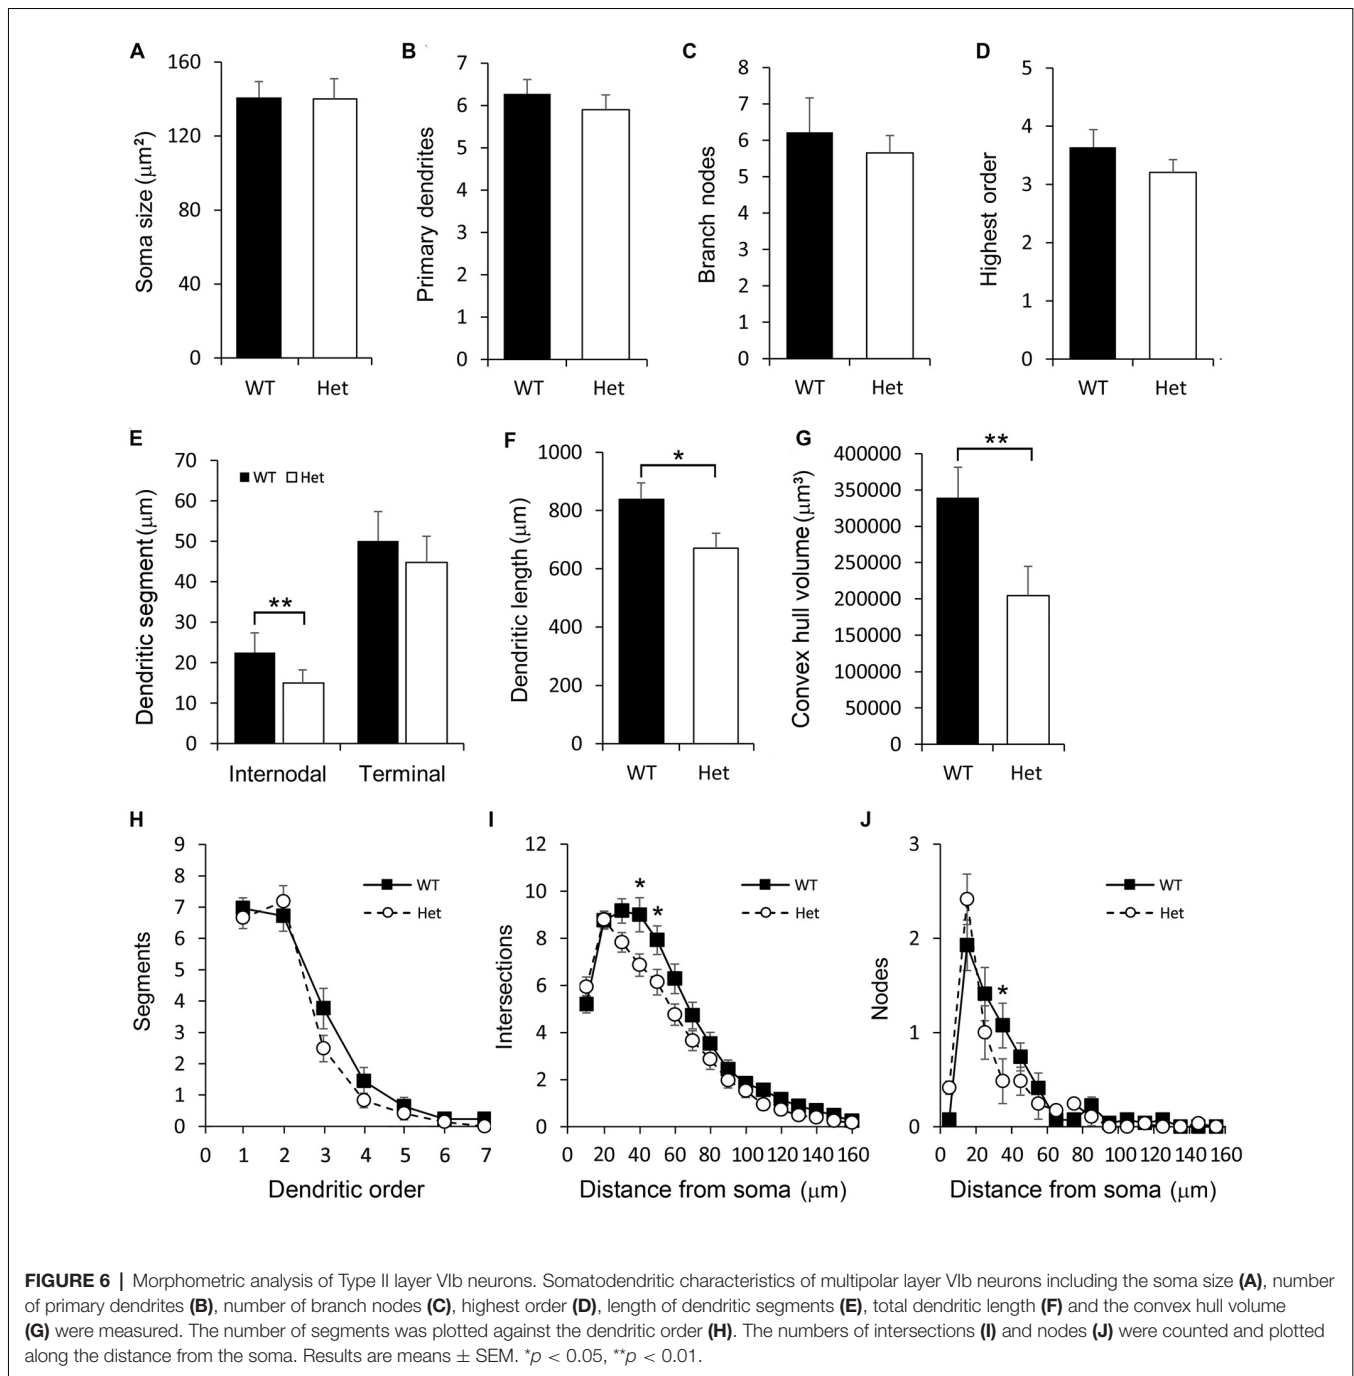 A
Soma size (μm²)
160
120
80
40
0
WT Het
B
Primary dendrites
7
6
5
4
3
2
1
0
WT Het
C
Branch nodes
8
7
6
5
4
3
2
1
0
WT Het
D
Highest order
5
4
3
2
1
0
WT Het
E
Dendritic segment (μm)
70
60
50
40
30
20
10
0
WT Het
**
Internodal Terminal
F
Dendritic length (μm)
1000
800
600
400
200
0
*
WT Het
G
Convex hull volume (μm³)
400000
350000
300000
250000
200000
150000
100000
50000
0
**
WT Het
H
Segments
9
8
7
6
5
4
3
2
1
0
WT
Het
0 1 2 3 4 5 6 7
Dendritic order
I
Intersections
12
10
8
6
4
2
0
*
*
WT
Het
0 20 40 60 80 100 120 140 160
Distance from soma (μm)
J
Nodes
3
2
1
0
*
WT
Het
0 20 40 60 80 100 120 140 160
Distance from soma (μm)
FIGURE 6 | Morphometric analysis of Type II layer VIb neurons. Somatodendritic characteristics of multipolar layer VIb neurons including the soma size (A), number
of primary dendrites (B), number of branch nodes (C), highest order (D), length of dendritic segments (E), total dendritic length (F) and the convex hull volume
(G) were measured. The number of segments was plotted against the dendritic order (H). The numbers of intersections (I) and nodes (J) were counted and plotted
along the distance from the soma. Results are means ± SEM. *p < 0.05, **p < 0.01.